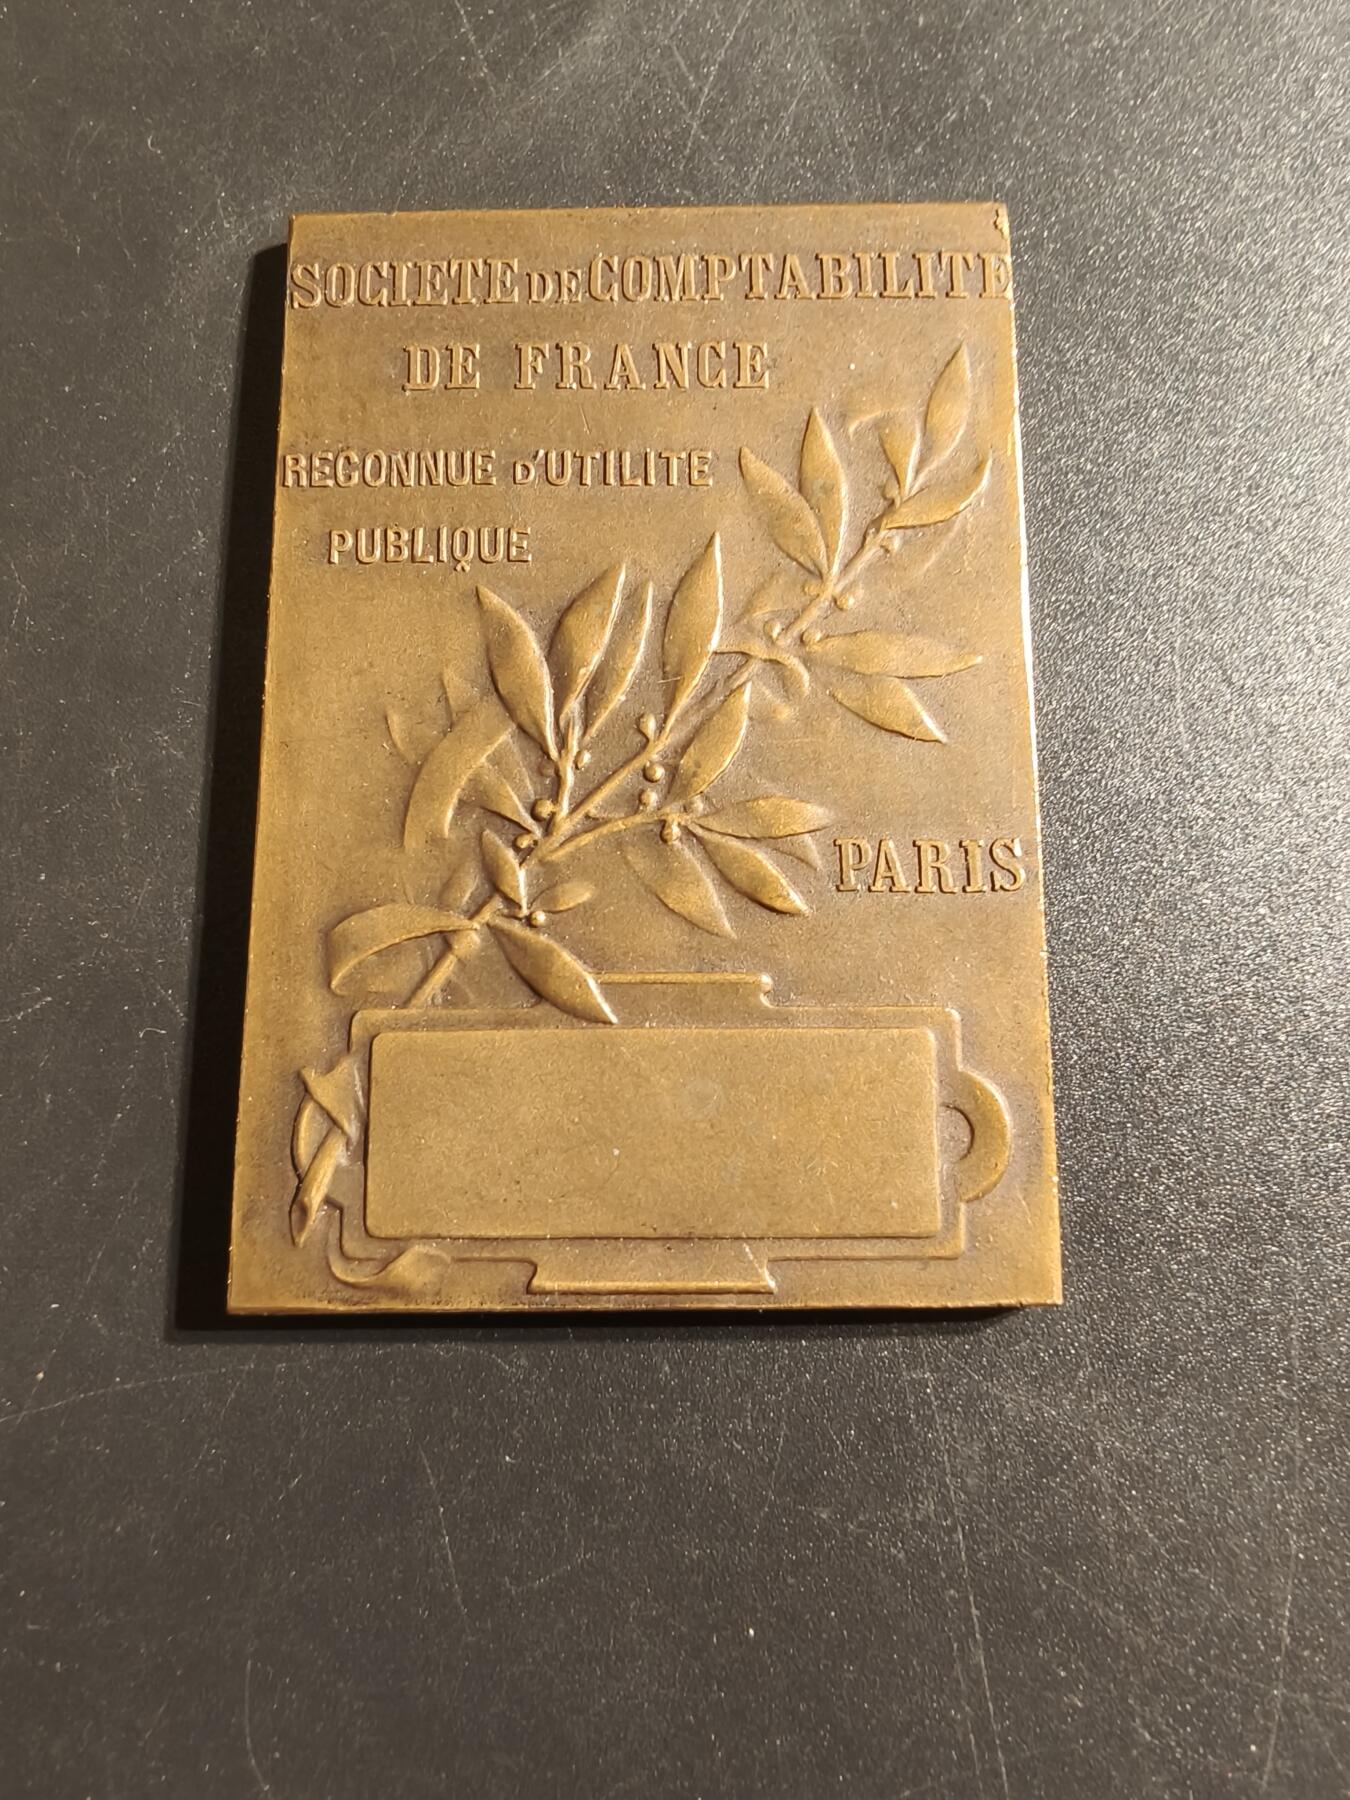 SOCIETE DE COMPTABILITE
DE FRANCE
RECONNUE D'UTILITE
PUBLIQUE
PARIS